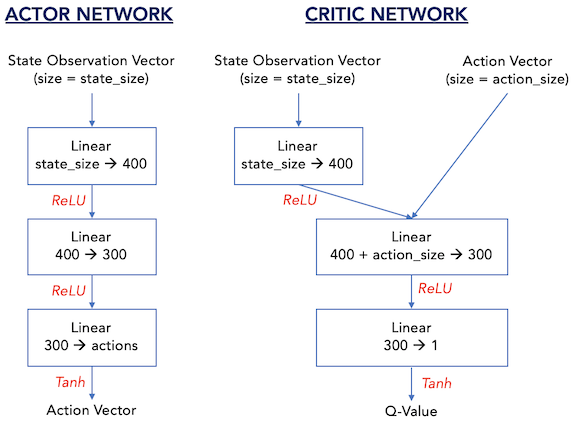 ACTOR NETWORK
State Observation Vector
(size = state_size)
Linear
state_size → 400
ReLU
Linear
400 → 300
ReLU
Linear
300 → actions
Tanh
Action Vector
CRITIC NETWORK
State Observation Vector
(size = state_size)
Action Vector
(size = action_size)
Linear
state_size → 400
ReLU
Linear
400 + action_size → 300
ReLU
Linear
300 → 1
Tanh
Q-Value